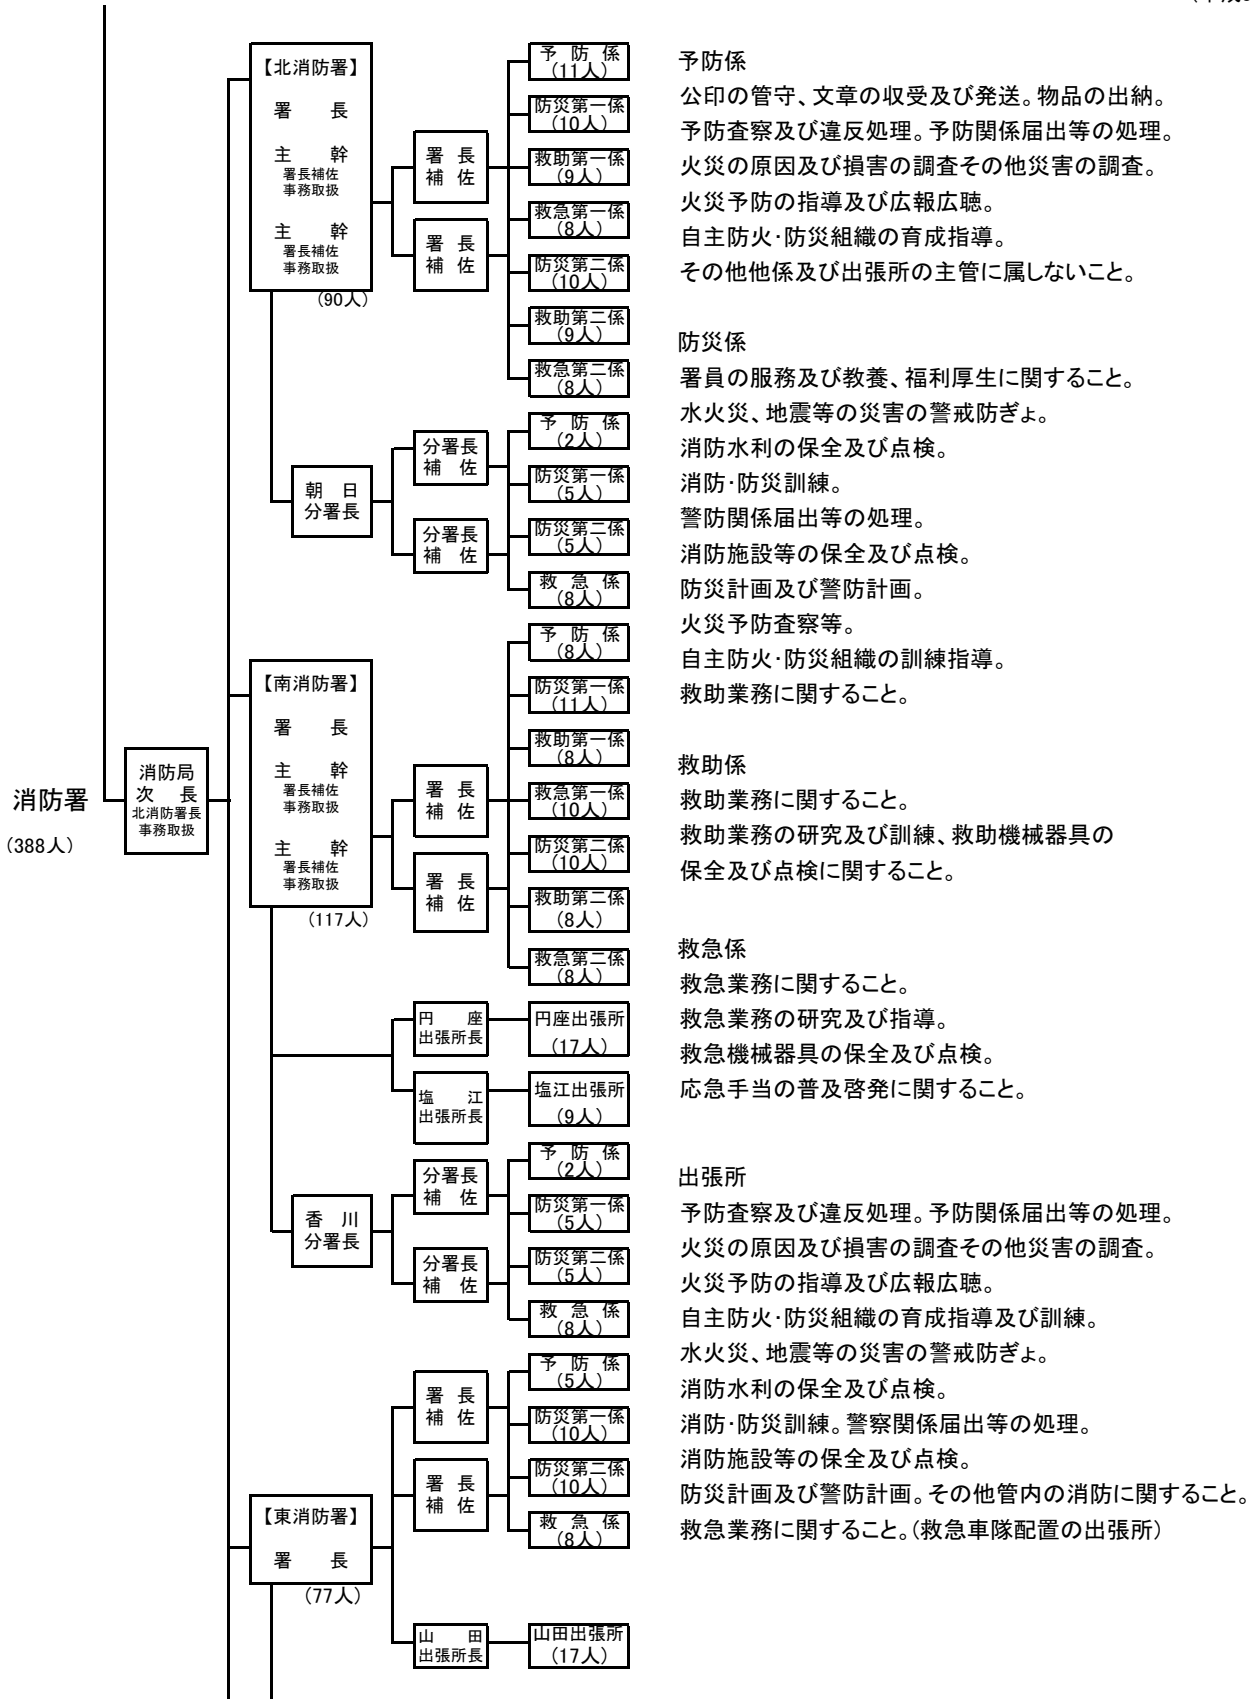 【北消防署】
署　長
主　幹
署長補佐
事務取扱
主　幹
署長補佐
事務取扱
(90人)
署 長
補 佐
署 長
補 佐
予 防 係
(11人)
防災第一係
(10人)
救助第一係
(9人)
救急第一係
(8人)
防災第二係
(10人)
救助第二係
(9人)
救急第二係
(8人)
朝　日
分署長
分署長
補　佐
分署長
補　佐
予 防 係
(2人)
防災第一係
(5人)
防災第二係
(5人)
救 急 係
(8人)
消防署
(388人)
消防局
次　長
北消防署長
事務取扱
【南消防署】
署　長
主　幹
署長補佐
事務取扱
主　幹
署長補佐
事務取扱
(117人)
署 長
補 佐
署 長
補 佐
予 防 係
(8人)
防災第一係
(11人)
救助第一係
(8人)
救急第一係
(10人)
防災第二係
(10人)
救助第二係
(8人)
救急第二係
(8人)
円　座
出張所長
円座出張所
(17人)
塩　江
出張所長
塩江出張所
(9人)
香　川
分署長
分署長
補　佐
分署長
補　佐
予 防 係
(2人)
防災第一係
(5人)
防災第二係
(5人)
救 急 係
(8人)
【東消防署】
署　長
(77人)
署 長
補 佐
署 長
補 佐
予 防 係
(5人)
防災第一係
(10人)
防災第二係
(10人)
救 急 係
(8人)
山　田
出張所長
山田出張所
(17人)
予防係
公印の管守、文章の収受及び発送。物品の出納。
予防査察及び違反処理。予防関係届出等の処理。
火災の原因及び損害の調査その他災害の調査。
火災予防の指導及び広報広聴。
自主防火･防災組織の育成指導。
その他他係及び出張所の主管に属しないこと。
防災係
署員の服務及び教養、福利厚生に関すること。
水火災、地震等の災害の警戒防ぎょ。
消防水利の保全及び点検。
消防･防災訓練。
警防関係届出等の処理。
消防施設等の保全及び点検。
防災計画及び警防計画。
火災予防査察等。
自主防火･防災組織の訓練指導。
救助業務に関すること。
救助係
救助業務に関すること。
救助業務の研究及び訓練、救助機械器具の
保全及び点検に関すること。
救急係
救急業務に関すること。
救急業務の研究及び指導。
救急機械器具の保全及び点検。
応急手当の普及啓発に関すること。
出張所
予防査察及び違反処理。予防関係届出等の処理。
火災の原因及び損害の調査その他災害の調査。
火災予防の指導及び広報広聴。
自主防火･防災組織の育成指導及び訓練。
水火災、地震等の災害の警戒防ぎょ。
消防水利の保全及び点検。
消防･防災訓練。警察関係届出等の処理。
消防施設等の保全及び点検。
防災計画及び警防計画。その他管内の消防に関すること。
救急業務に関すること。(救急車隊配置の出張所)